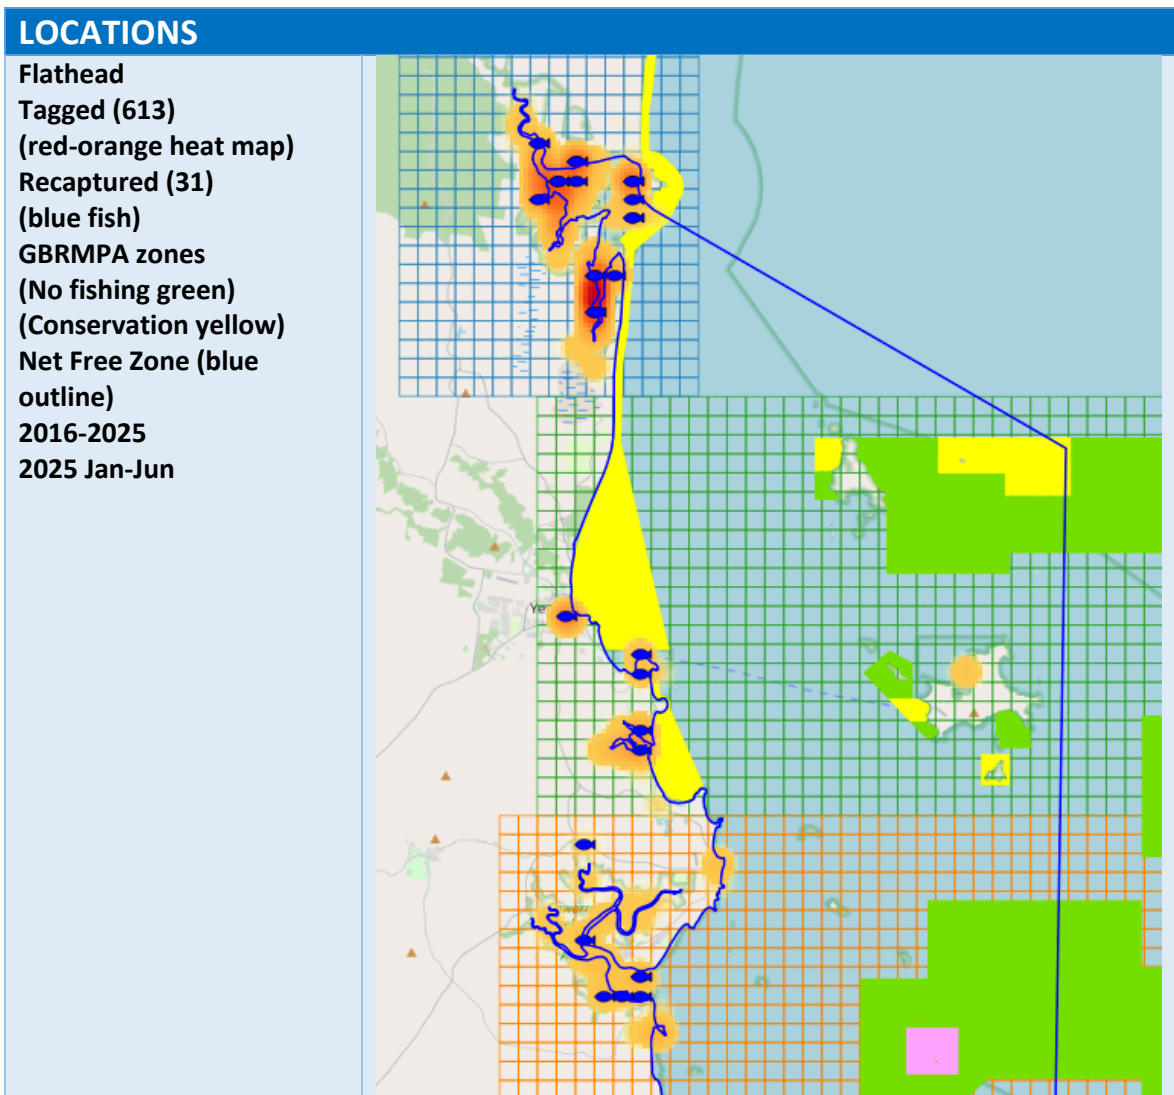 LOCATIONS
Flathead
Tagged (613)
(red-orange heat map)
Recaptured (31)
(blue fish)
GBRMPA zones
(No fishing green)
(Conservation yellow)
Net Free Zone (blue
outline)
2016-2025
2025 Jan-Jun
Ye